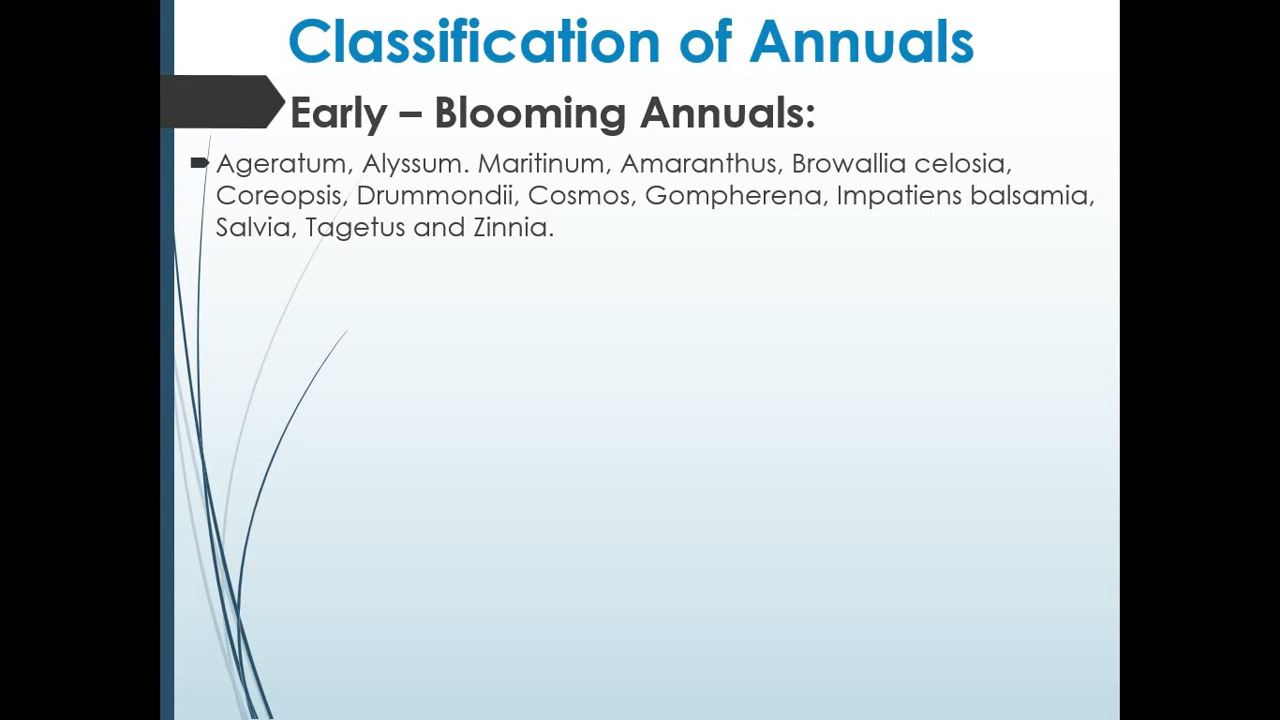 Classification of Annuals
Early – Blooming Annuals:
Ageratum, Alyssum. Maritinum, Amaranthus, Browallia celosia,
Coreopsis, Drummondii, Cosmos, Gompherena, Impatiens balsamia,
Salvia, Tagetus and Zinnia.